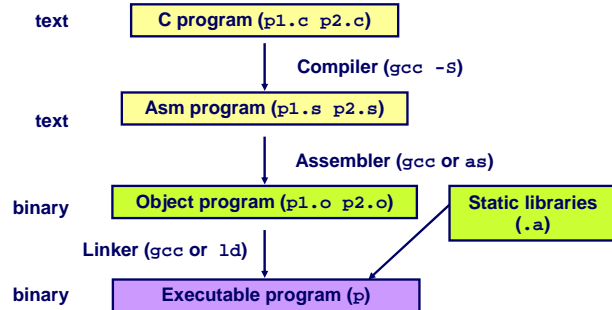 text
C program (p1.c p2.c)
Compiler (gcc -S)
text
Asm program (p1.s p2.s)
Assembler (gcc or as)
binary
Object program (p1.o p2.o)
Static libraries
(.a)
Linker (gcc or ld)
binary
Executable program (p)